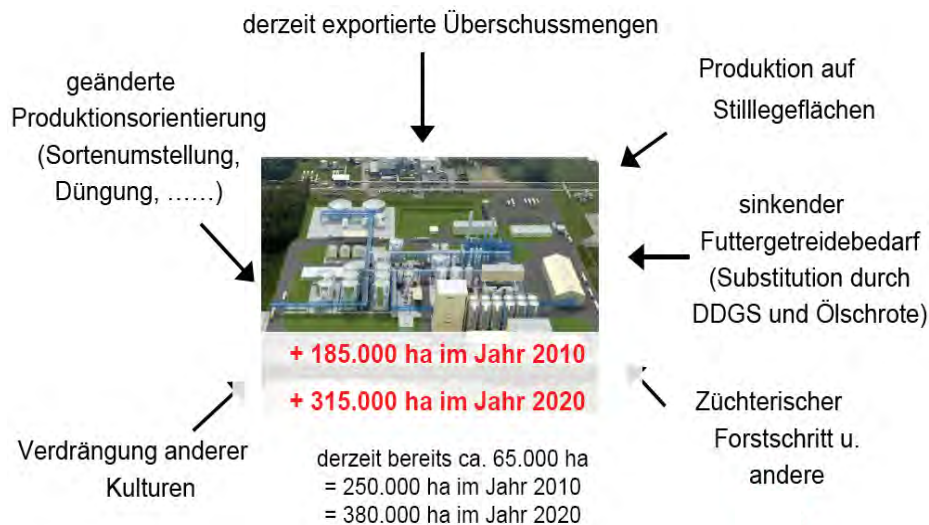 derzeit exportierte Überschussmengen
geänderte
Produktionsorientierung
(Sortenumstellung,
Düngung, ……)
Produktion auf
Stilllegeflächen
sinkender
Futtergetreidebedarf
(Substitution durch
DDGS und Ölschrote)
+ 185.000 ha im Jahr 2010
+ 315.000 ha im Jahr 2020
Verdrängung anderer
Kulturen
Züchterischer
Forstschritt u.
andere
derzeit bereits ca. 65.000 ha
= 250.000 ha im Jahr 2010
= 380.000 ha im Jahr 2020